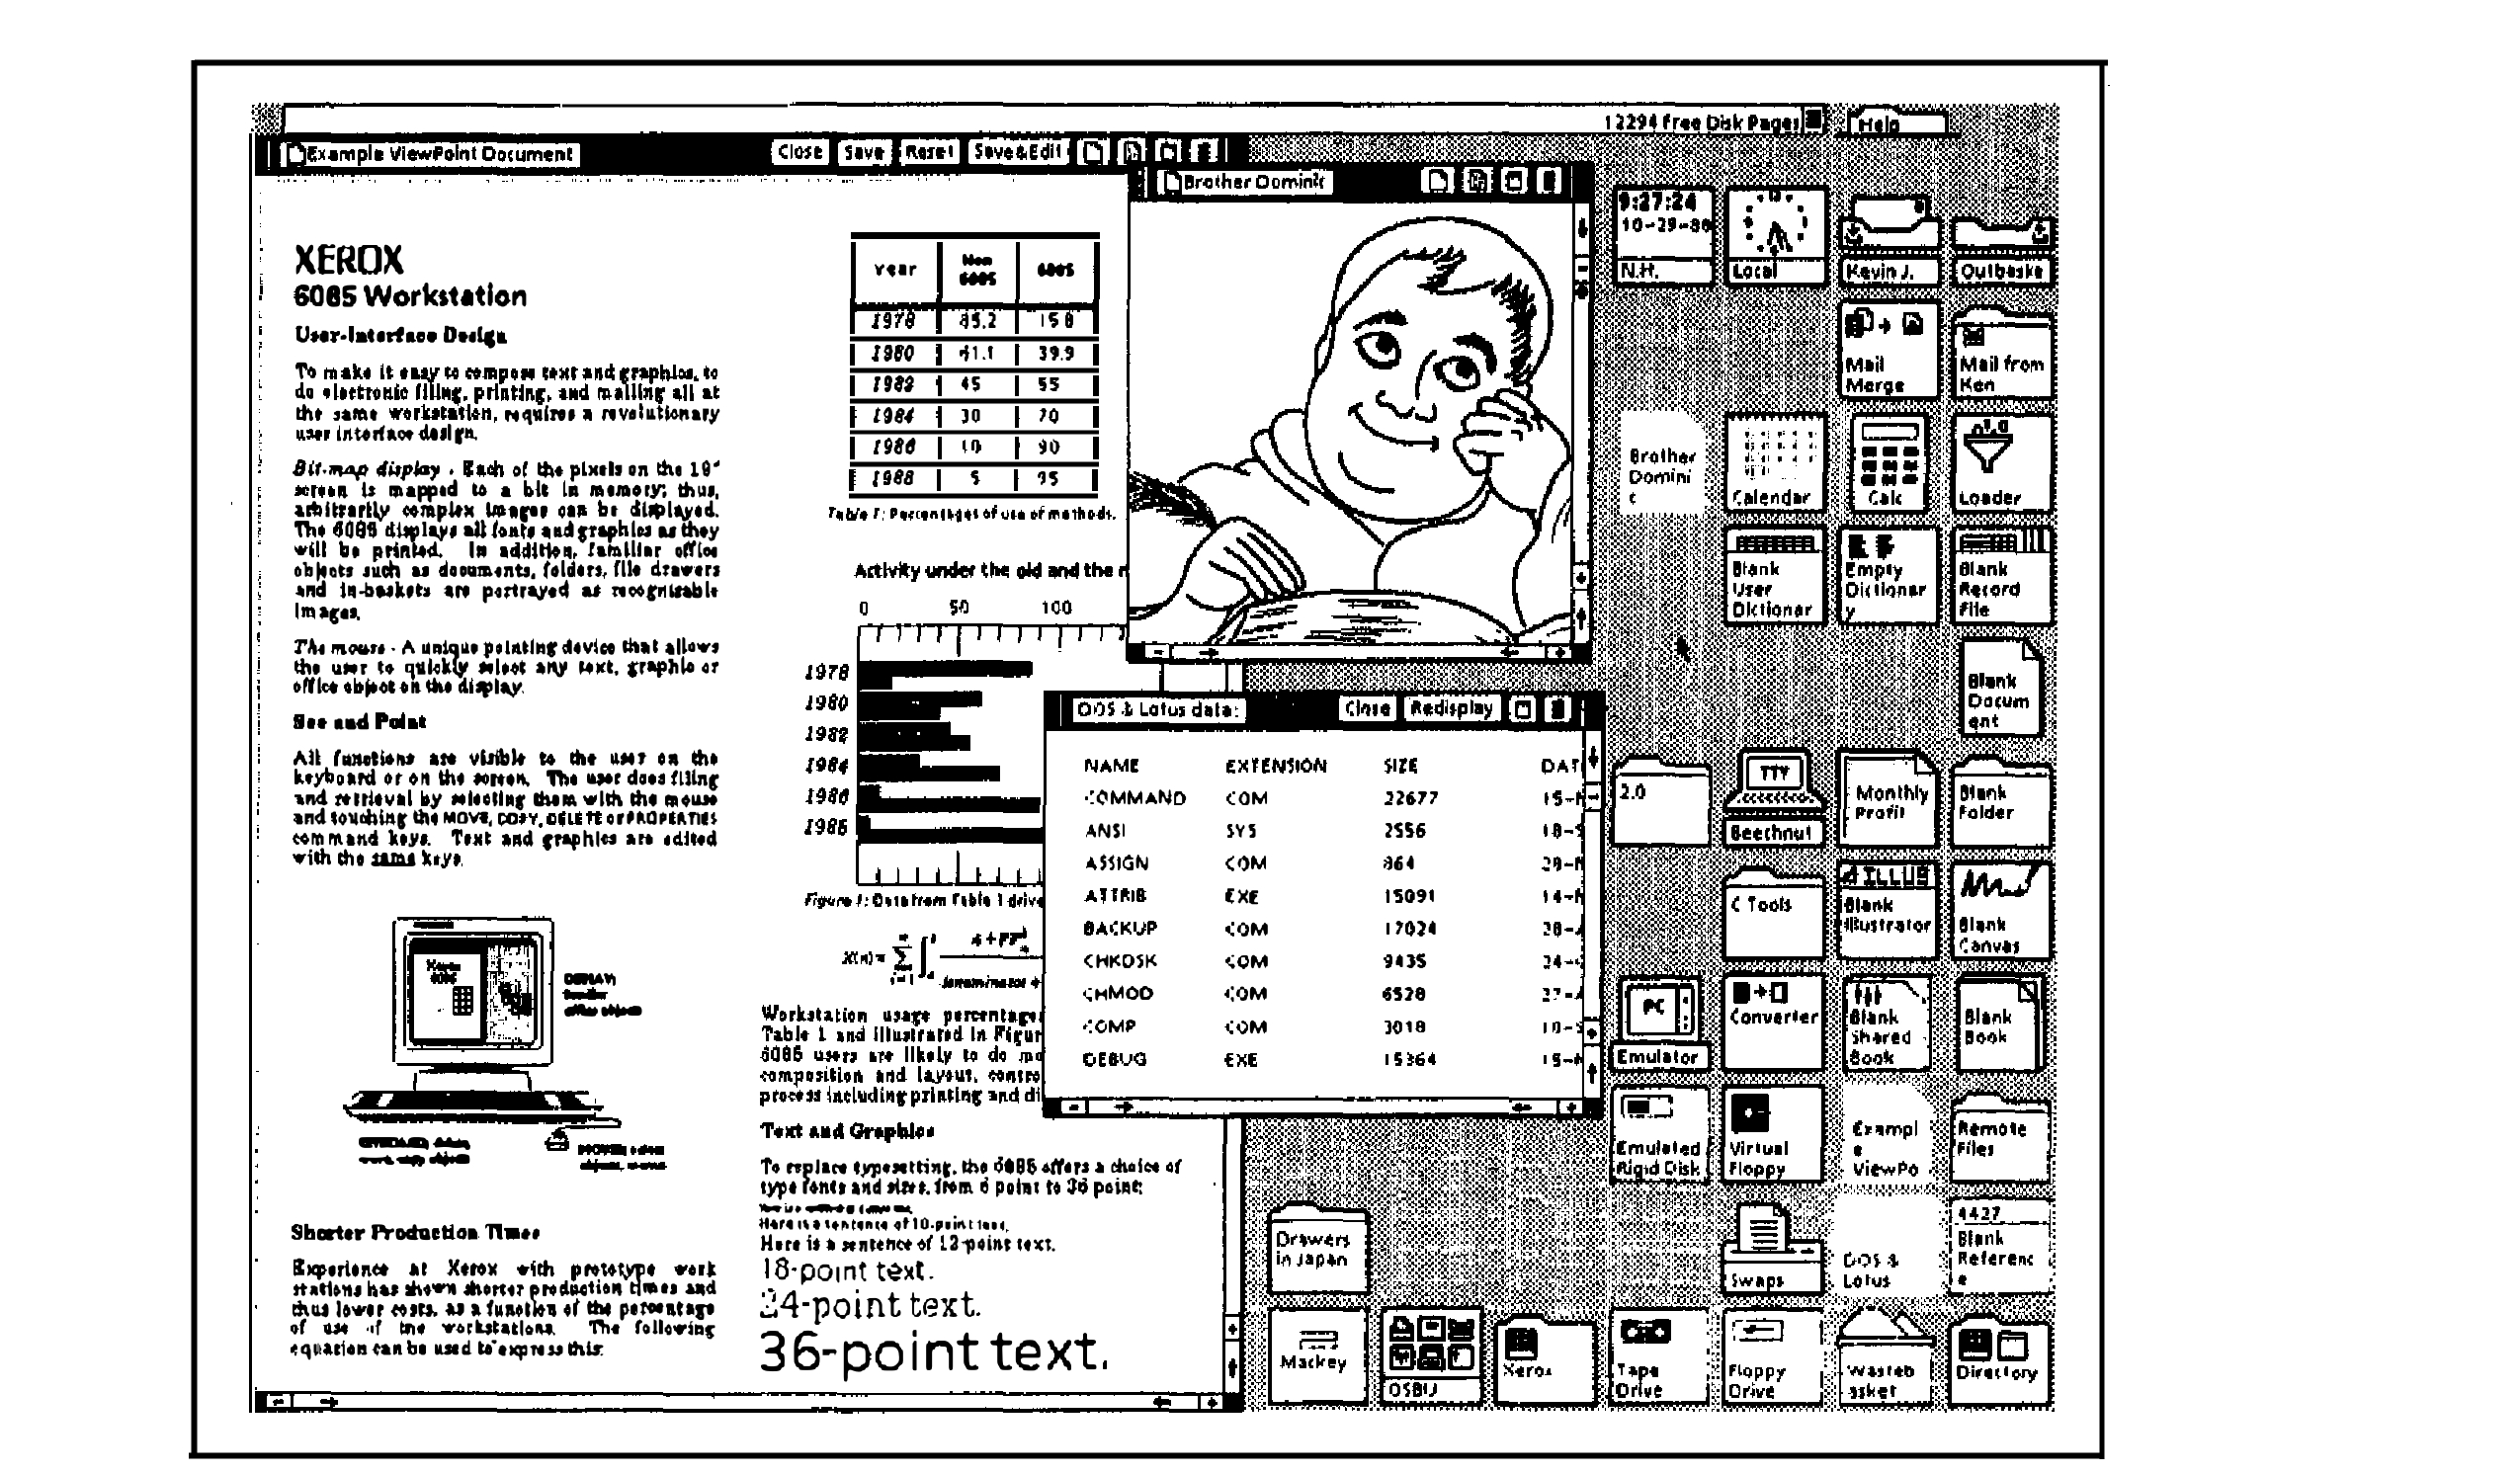 12294 Free Disk Pages
Help
Example ViewPoint Document
Close Save Reset Save&Edit
XEROX
6085 Workstation
User-Interface Design
To make it easy to compose text and graphics, to
do electronic filing, printing, and mailing all at
the same workstation, requires a revolutionary
user interface design.
Bit-map display - Each of the pixels on the 19"
screen is mapped to a bit in memory; thus,
arbitrarily complex images can be displayed.
The 6085 displays all fonts and graphics as they
will be printed. In addition, familiar office
objects such as documents, folders, file drawers
and in-baskets are portrayed as recognizable
images.
The mouse - A unique pointing device that allows
the user to quickly select any text, graphic or
office object on the display.
See and Point
All functions are visible to the user on the
keyboard or on the screen. The user does filing
and retrieval by selecting them with the mouse
and touching the MOVE, COPY, DELETE or PROPERTIES
command keys. Text and graphics are edited
with the same keys.
Shorter Production Times
Experience at Xerox with prototype work
stations has shown shorter production times and
thus lower costs, as a function of the percentage
of use of the workstations. The following
equation can be used to express this:
Year Non 6085 6085
1978 85.2 15.8
1980 61.1 39.9
1982 45 55
1984 30 70
1986 10 90
1988 5 95
Table 1: Percentages of use of methods.
Activity under the old and the n
0 50 100
1978
1980
1982
1984
1986
Figure 1: Data from Table 1 drive
Workstation usage percentages
Table 1 and illustrated in Figur
6085 users are likely to do mo
composition and layout, contro
process including printing and di
Text and Graphics
To replace typesetting, the 6085 offers a choice of
type fonts and sizes, from 6 point to 36 point:
Here is a sentence of 10-point text.
Here is a sentence of 12-point text.
18-point text.
24-point text.
36-point text.
Brother Dominic
DOS & Lotus data:
Close Redisplay
NAME EXTENSION SIZE DAT
COMMAND COM 22677 15-
ANSI SYS 2556 18-
ASSIGN COM 864 29-
ATTRIB EXE 15091 14-
BACKUP COM 17024 28-
CHKDSK COM 9435 24-
CHMOD COM 6528 27-
COMP COM 3018 10-
DEBUG EXE 15364 15-
9:27:24
10-29-86
N.H.
Local
Kevin J.
Outbaske
Mail
Merge
Mail from
Ken
Brother
Domini
c
Calendar
Calc
Loader
Blank
User
Dictionar
Empty
Dictionar
y
Blank
Record
File
Blank
Docum
ent
2.0
TTY
Beechnut
Monthly
Profit
Blank
Folder
C Tools
Blank
Illustrator
Blank
Canvas
PC
Emulator
Converter
Blank
Shared
Book
Blank
Book
Emulated
Rigid Disk
Virtual
Floppy
Exampl
e
ViewPo
Remote
Files
Drawers
in Japan
Swaps
DOS &
Lotus
4427
Blank
Referenc
e
Mackey
OSBU
Xerox
Tape
Drive
Floppy
Drive
Wasteb
asket
Directory